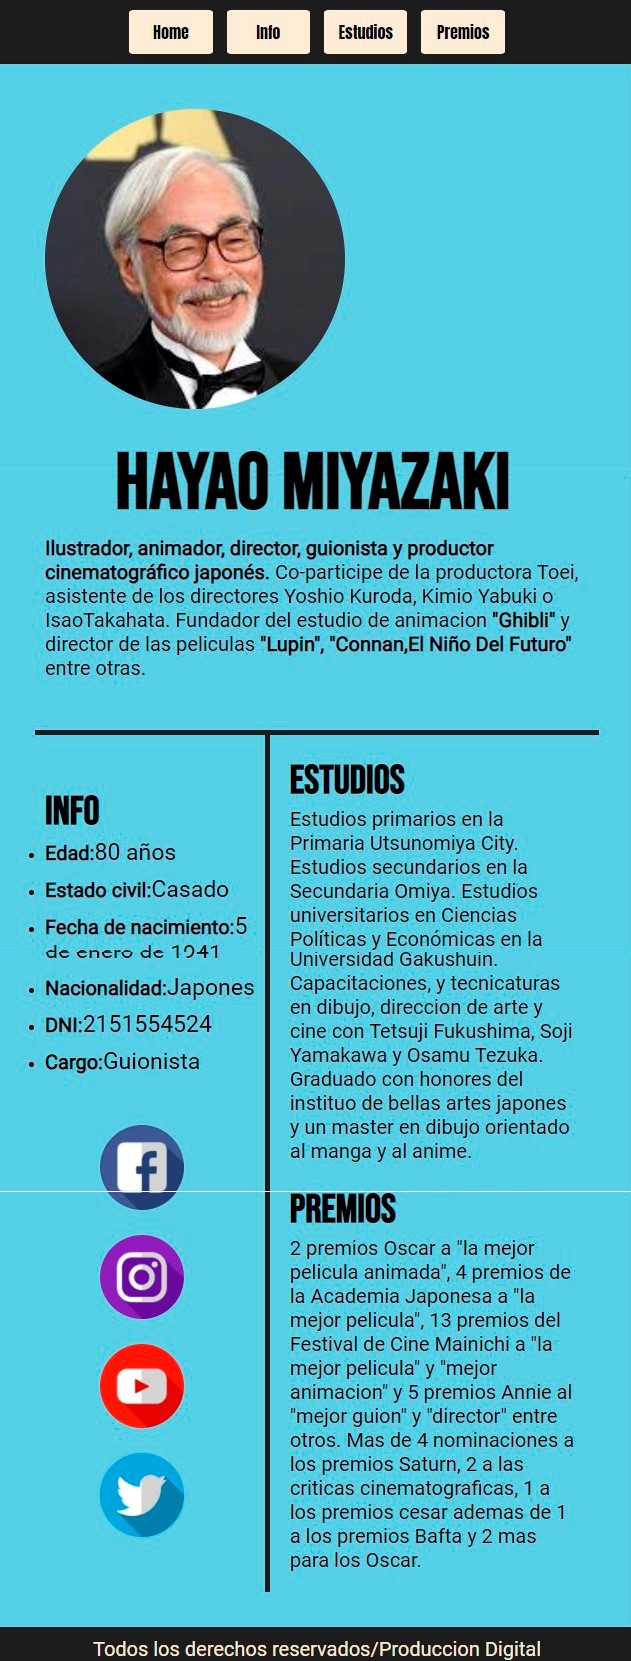 Home Info Estudios Premios
HAYAO MIYAZAKI
Ilustrador, animador, director, guionista y productor
cinematográfico japonés. Co-participe de la productora Toei,
asistente de los directores Yoshio Kuroda, Kimio Yabuki o
IsaoTakahata. Fundador del estudio de animacion "Ghibli" y
director de las peliculas "Lupin", "Connan,El Niño Del Futuro"
entre otras.
INFO
Edad:80 años
Estado civil:Casado
Fecha de nacimiento:5
de enero de 1941
Nacionalidad:Japones
DNI:2151554524
Cargo:Guionista
ESTUDIOS
Estudios primarios en la
Primaria Utsunomiya City.
Estudios secundarios en la
Secundaria Omiya. Estudios
universitarios en Ciencias
Políticas y Económicas en la
Universidad Gakushuin.
Capacitaciones, y tecnicaturas
en dibujo, direccion de arte y
cine con Tetsuji Fukushima, Soji
Yamakawa y Osamu Tezuka.
Graduado con honores del
instituo de bellas artes japones
y un master en dibujo orientado
al manga y al anime.
PREMIOS
2 premios Oscar a "la mejor
pelicula animada", 4 premios de
la Academia Japonesa a "la
mejor pelicula", 13 premios del
Festival de Cine Mainichi a "la
mejor pelicula" y "mejor
animacion" y 5 premios Annie al
"mejor guion" y "director" entre
otros. Mas de 4 nominaciones a
los premios Saturn, 2 a las
criticas cinematograficas, 1 a
los premios cesar ademas de 1
a los premios Bafta y 2 mas
para los Oscar.
Todos los derechos reservados/Produccion Digital